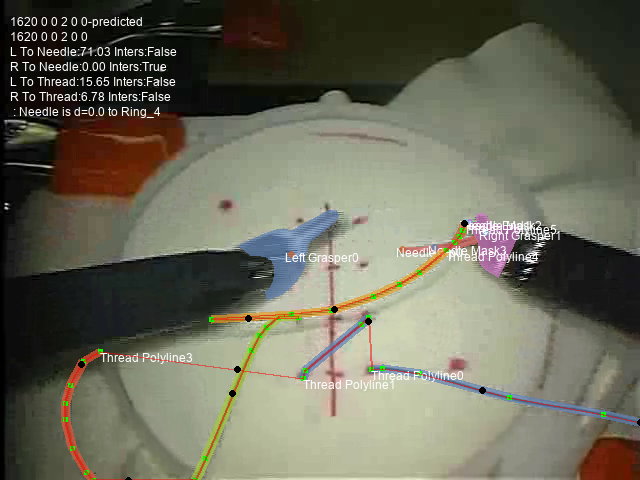 1620 0 0 2 0 0-predicted
1620 0 0 2 0 0
L To Needle:71.03 Inters:False
R To Needle:0.00 Inters:True
L To Thread:15.65 Inters:False
R To Thread:6.78 Inters:False
: Needle is d=0.0 to Ring_4
Right Grasper1
Left Grasper0
Thread Polyline4
Thread Polyline3
Thread Polyline0
Thread Polyline1